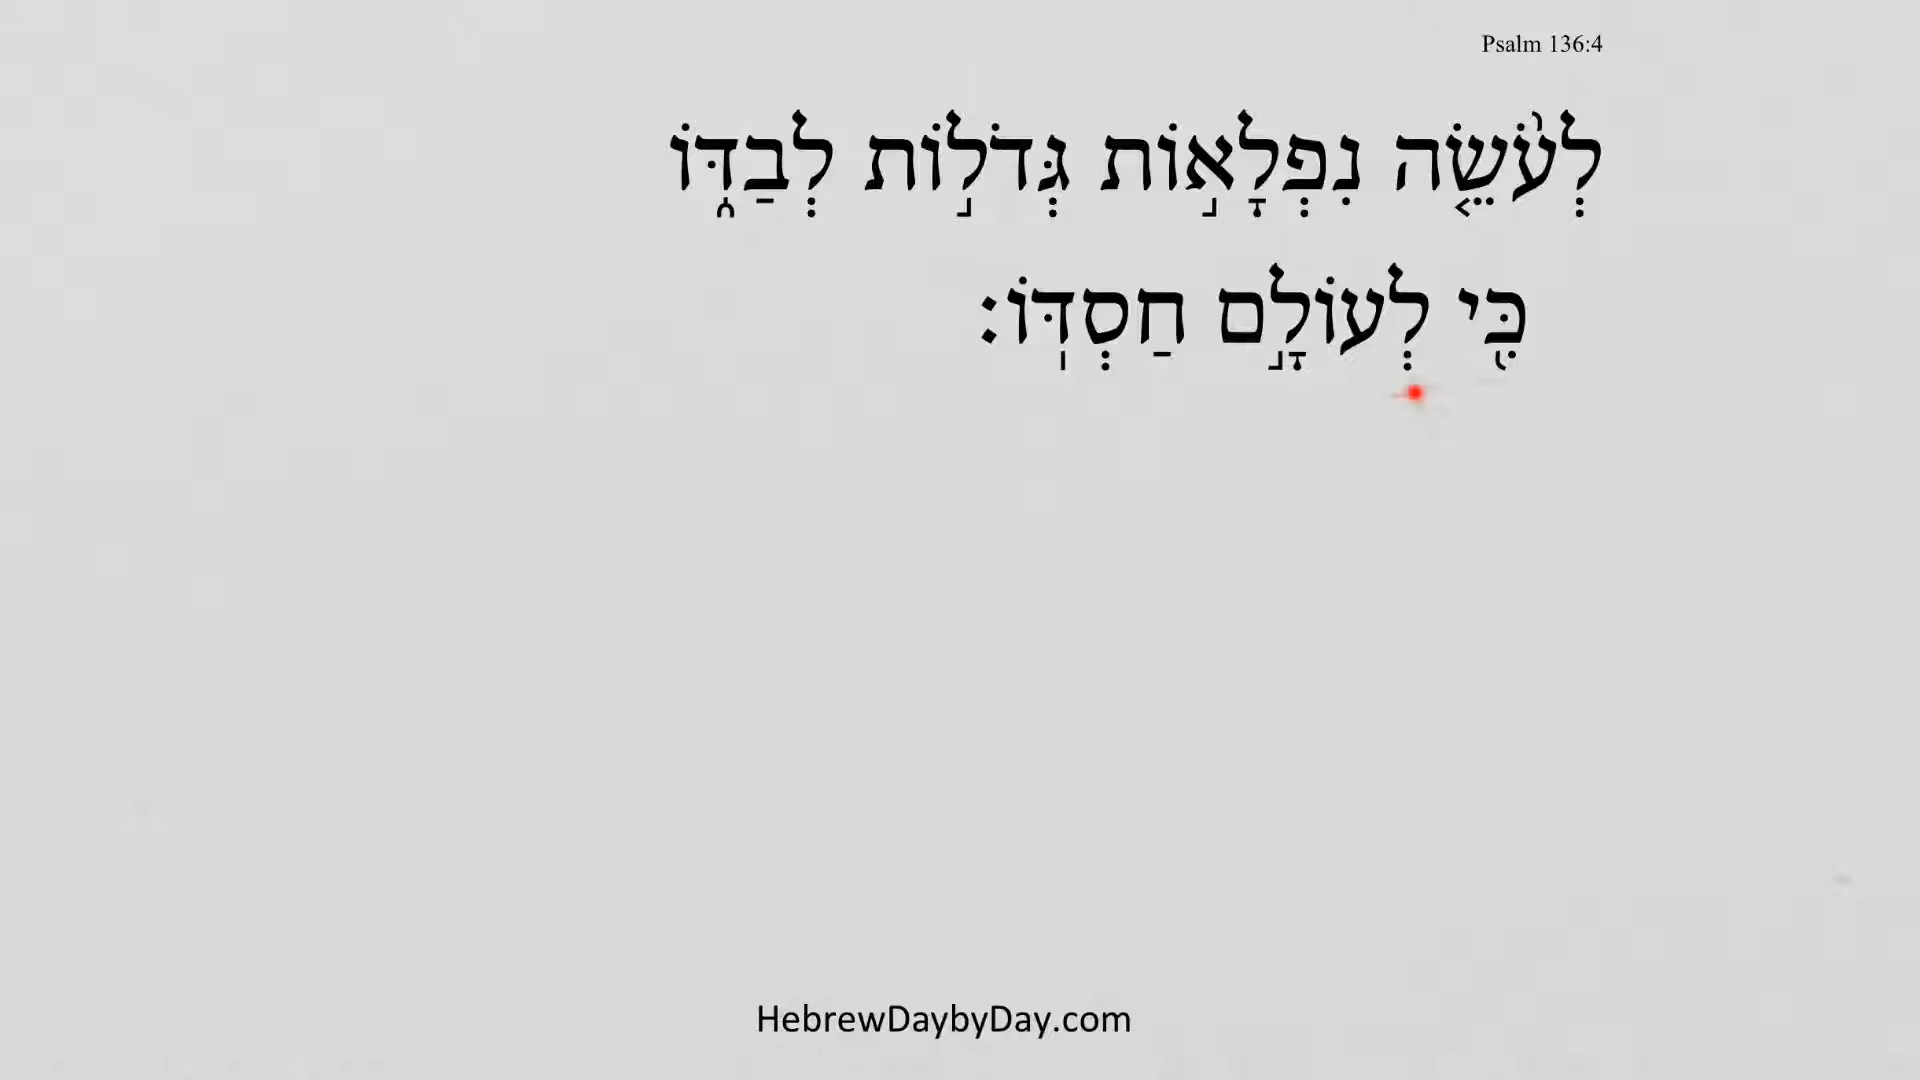 Psalm 136:4
לְעֹ֘שֵׂ֤ה נִפְלָא֣וֹת גְּדֹל֣וֹת לְבַדּ֑וֹ
כִּ֖י לְעוֹלָ֣ם חַסְדּֽוֹ׃
HebrewDaybyDay.com